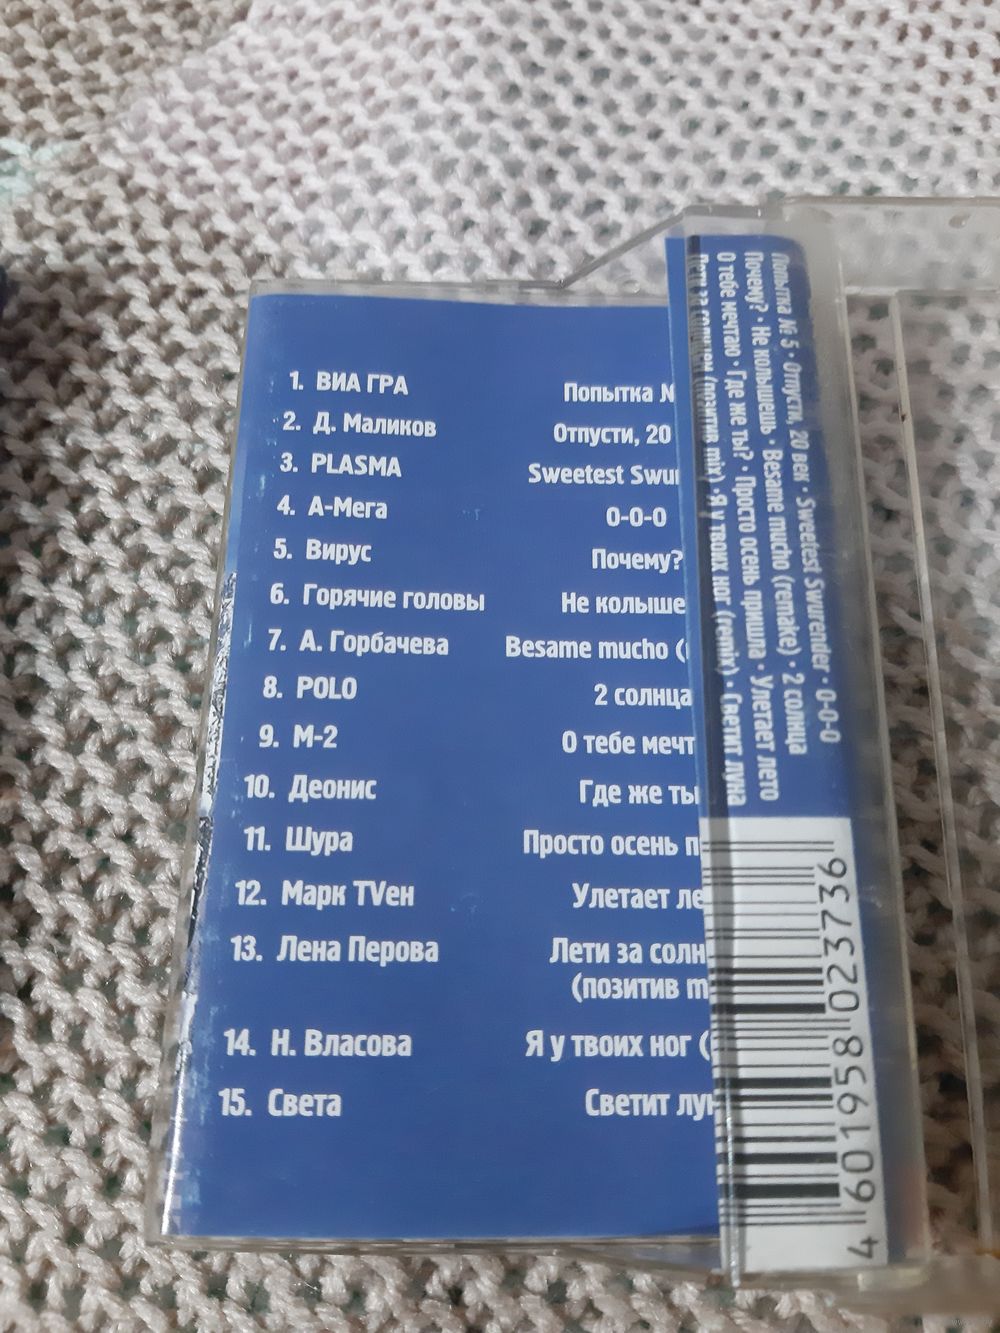 1. ВИА ГРА Попытка №
2. Д. Маликов Отпусти, 20
3. PLASMA Sweetest Swur
4. А-Мега 0-0-0
5. Вирус Почему?
6. Горячие головы Не колыше
7. А. Горбачева Besame mucho (
8. POLO 2 солнца
9. М-2 О тебе мечт
10. Деонис Где же ты
11. Шура Просто осень п
12. Марк TVен Улетает ле
13. Лена Перова Лети за солн
(позитив m
14. Н. Власова Я у твоих ног (
15. Света Светит лун
Попытка № 5 · Отпусти, 20 век · Sweetest Swurender · 0-0-0
Почему? · Не колышешь · Besame mucho (remake) · 2 солнца
О тебе мечтаю · Где же ты? · Просто осень пришла · Улетает лето
Лети за солнцем (позитив mix) · Я у твоих ног (remix) · Светит луна
4 601958 023736